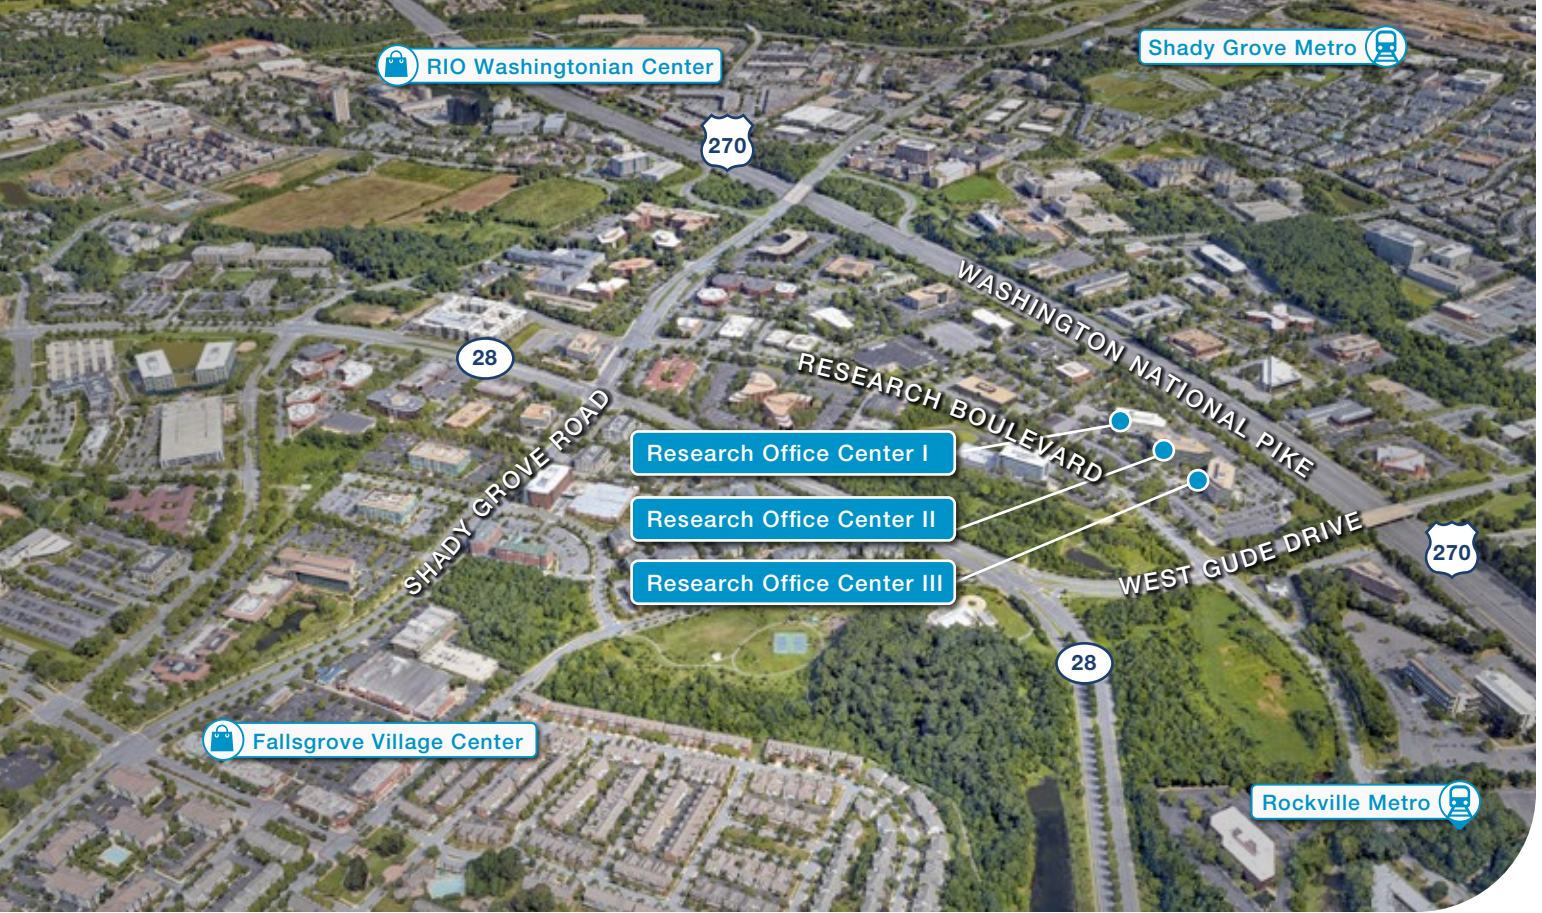 Shady Grove Metro
RIO Washingtonian Center
270
WASHINGTON NATIONAL PIKE
28
RESEARCH BOULEVARD
SHADY GROVE ROAD
Research Office Center I
Research Office Center II
Research Office Center III
WEST GUDE DRIVE
270
28
Fallsgrove Village Center
Rockville Metro